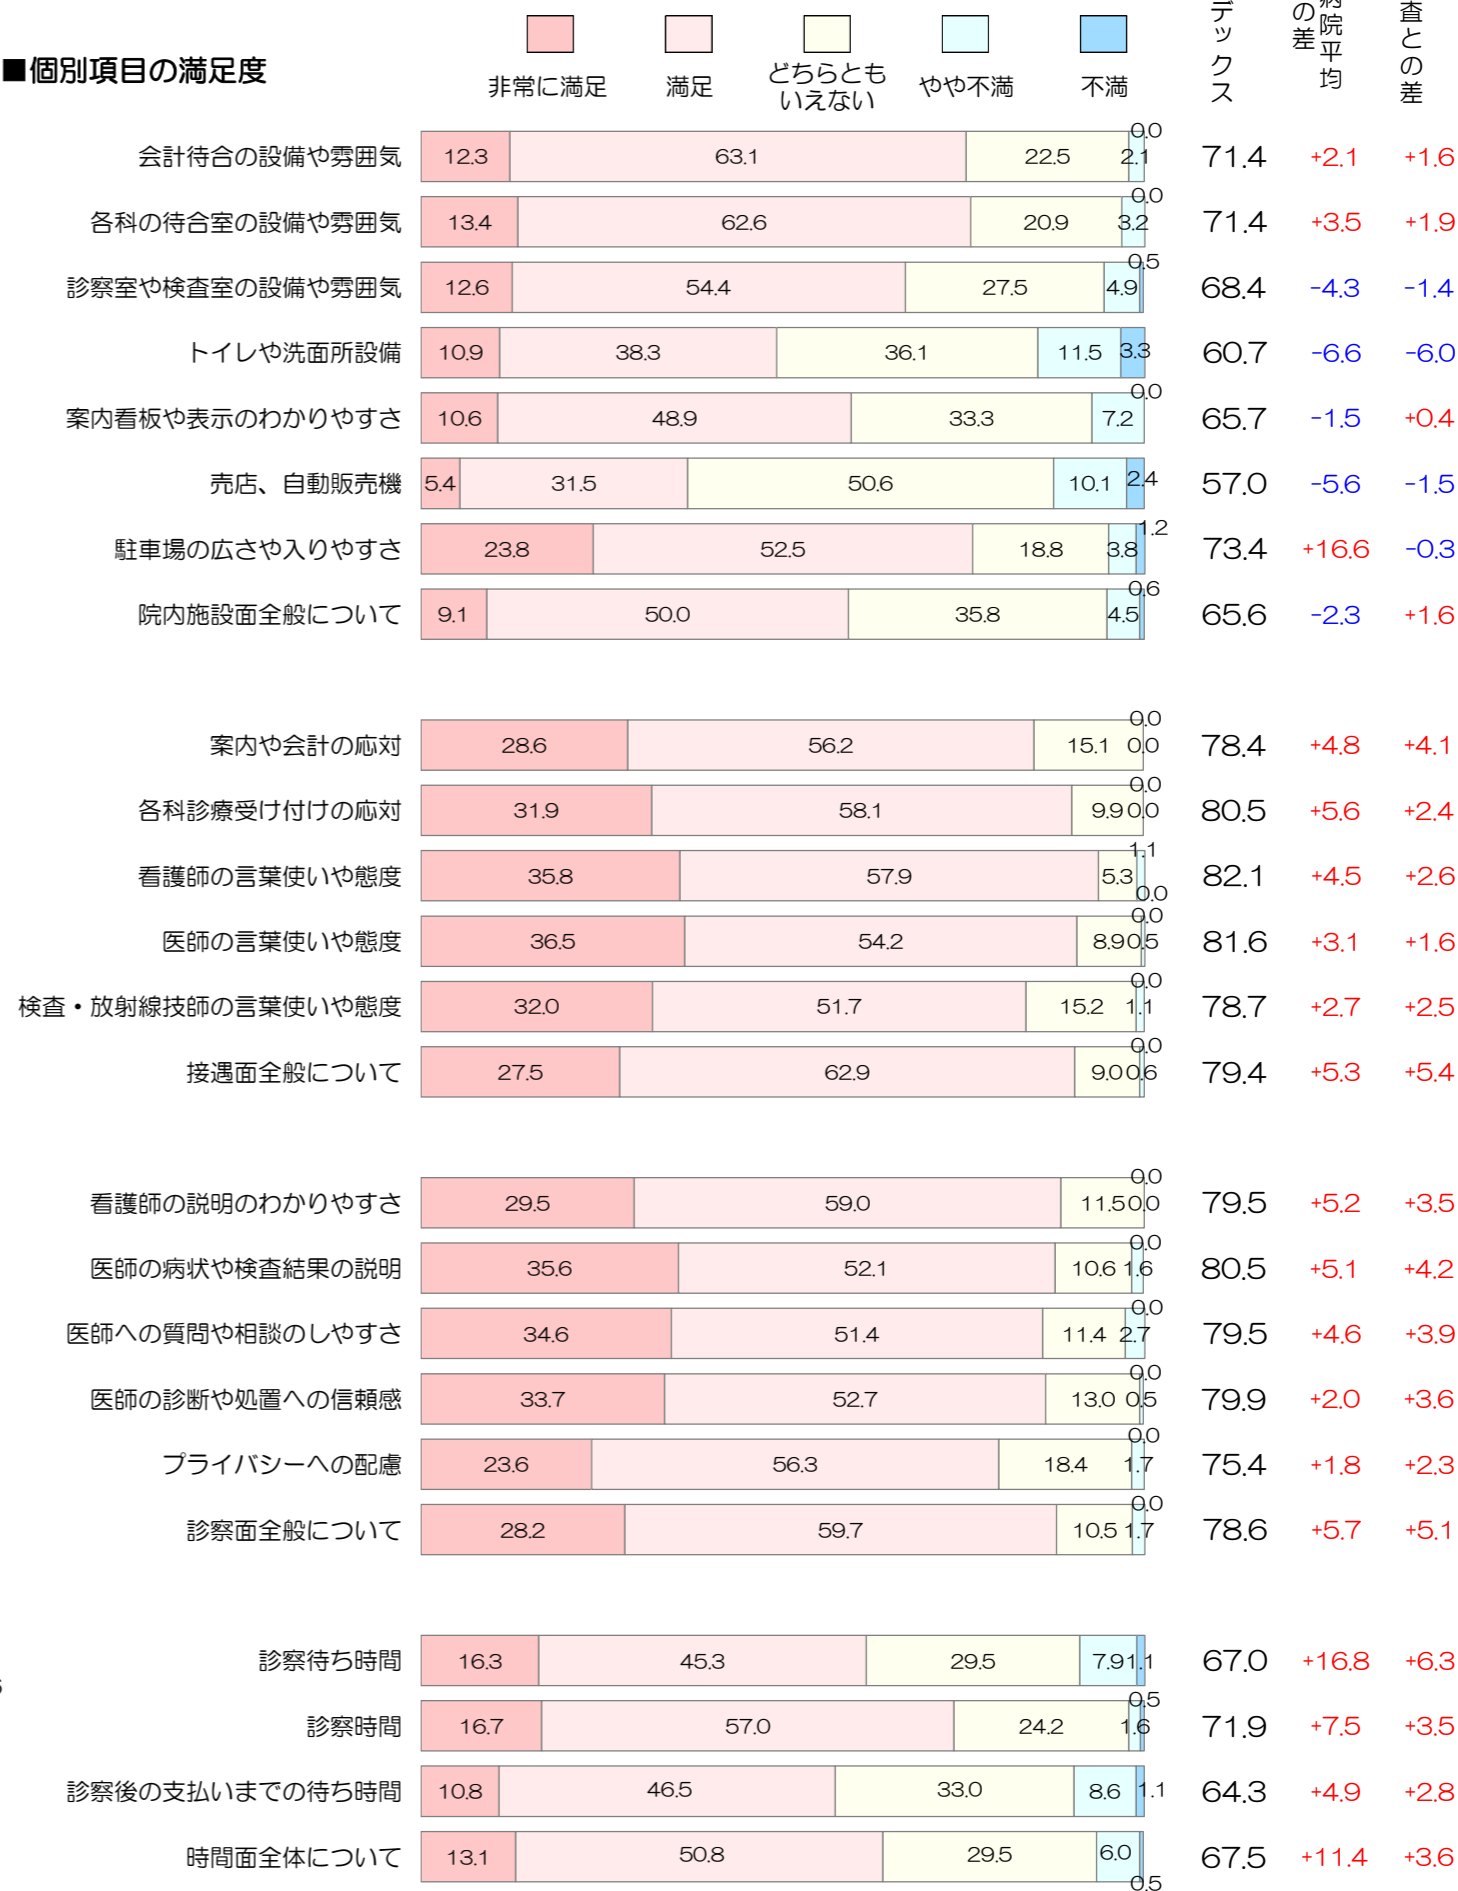 ■個別項目の満足度
非常に満足 満足 どちらとも いえない やや不満 不満
デックス
の差 病院平均
査との差
会計待合の設備や雰囲気 12.3 63.1 22.5 2.1 0.0 71.4 +2.1 +1.6
各科の待合室の設備や雰囲気 13.4 62.6 20.9 3.2 0.0 71.4 +3.5 +1.9
診察室や検査室の設備や雰囲気 12.6 54.4 27.5 4.9 0.5 68.4 -4.3 -1.4
トイレや洗面所設備 10.9 38.3 36.1 11.5 3.3 60.7 -6.6 -6.0
案内看板や表示のわかりやすさ 10.6 48.9 33.3 7.2 0.0 65.7 -1.5 +0.4
売店、自動販売機 5.4 31.5 50.6 10.1 2.4 57.0 -5.6 -1.5
駐車場の広さや入りやすさ 23.8 52.5 18.8 3.8 1.2 73.4 +16.6 -0.3
院内施設面全般について 9.1 50.0 35.8 4.5 0.6 65.6 -2.3 +1.6
案内や会計の応対 28.6 56.2 15.1 0.0 0.0 78.4 +4.8 +4.1
各科診療受け付けの応対 31.9 58.1 9.9 0.0 0.0 80.5 +5.6 +2.4
看護師の言葉使いや態度 35.8 57.9 5.3 1.1 0.0 82.1 +4.5 +2.6
医師の言葉使いや態度 36.5 54.2 8.9 0.5 0.0 81.6 +3.1 +1.6
検査・放射線技師の言葉使いや態度 32.0 51.7 15.2 1.1 0.0 78.7 +2.7 +2.5
接遇面全般について 27.5 62.9 9.0 0.6 0.0 79.4 +5.3 +5.4
看護師の説明のわかりやすさ 29.5 59.0 11.5 0.0 0.0 79.5 +5.2 +3.5
医師の病状や検査結果の説明 35.6 52.1 10.6 1.6 0.0 80.5 +5.1 +4.2
医師への質問や相談のしやすさ 34.6 51.4 11.4 2.7 0.0 79.5 +4.6 +3.9
医師の診断や処置への信頼感 33.7 52.7 13.0 0.5 0.0 79.9 +2.0 +3.6
プライバシーへの配慮 23.6 56.3 18.4 1.7 0.0 75.4 +1.8 +2.3
診察面全般について 28.2 59.7 10.5 1.7 0.0 78.6 +5.7 +5.1
診察待ち時間 16.3 45.3 29.5 7.9 1.1 67.0 +16.8 +6.3
診察時間 16.7 57.0 24.2 1.6 0.5 71.9 +7.5 +3.5
診察後の支払いまでの待ち時間 10.8 46.5 33.0 8.6 1.1 64.3 +4.9 +2.8
時間面全体について 13.1 50.8 29.5 6.0 0.5 67.5 +11.4 +3.6